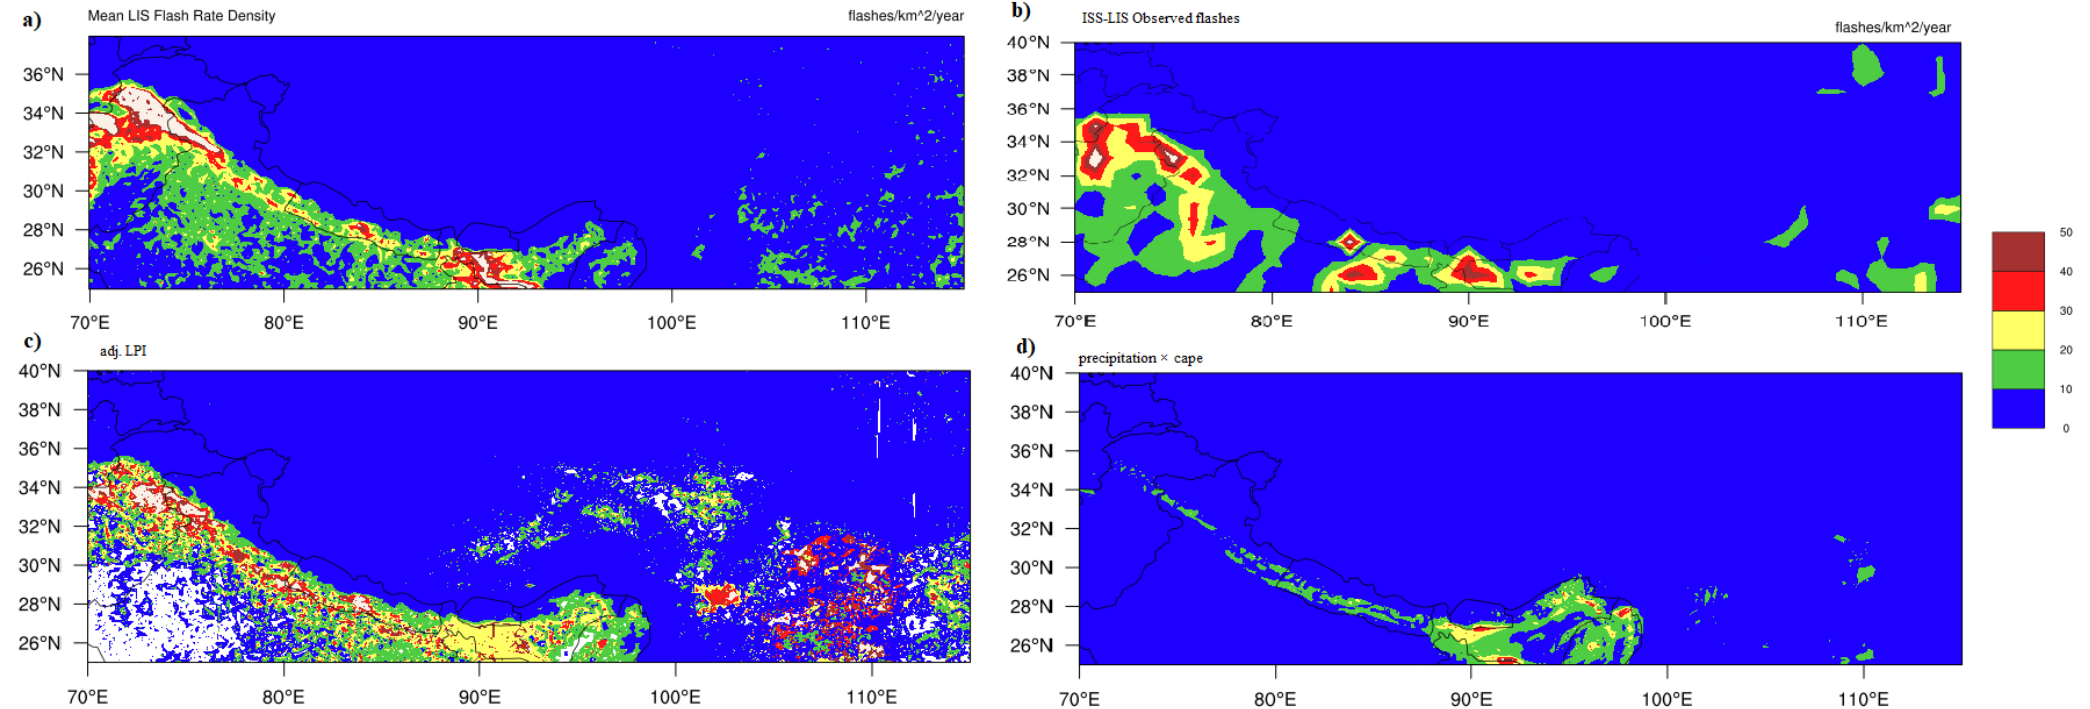 a)
Mean LIS Flash Rate Density
flashes/km^2/year
36°N
34°N
32°N
30°N
28°N
26°N
70°E
80°E
90°E
100°E
110°E
b)
ISS-LIS Observed flashes
flashes/km^2/year
40°N
38°N
36°N
34°N
32°N
30°N
28°N
26°N
70°E
80°E
90°E
100°E
110°E
c)
adj. LPI
40°N
38°N
36°N
34°N
32°N
30°N
28°N
26°N
70°E
80°E
90°E
100°E
110°E
d)
precipitation × cape
40°N
38°N
36°N
34°N
32°N
30°N
28°N
26°N
70°E
80°E
90°E
100°E
110°E
50
40
30
20
10
0